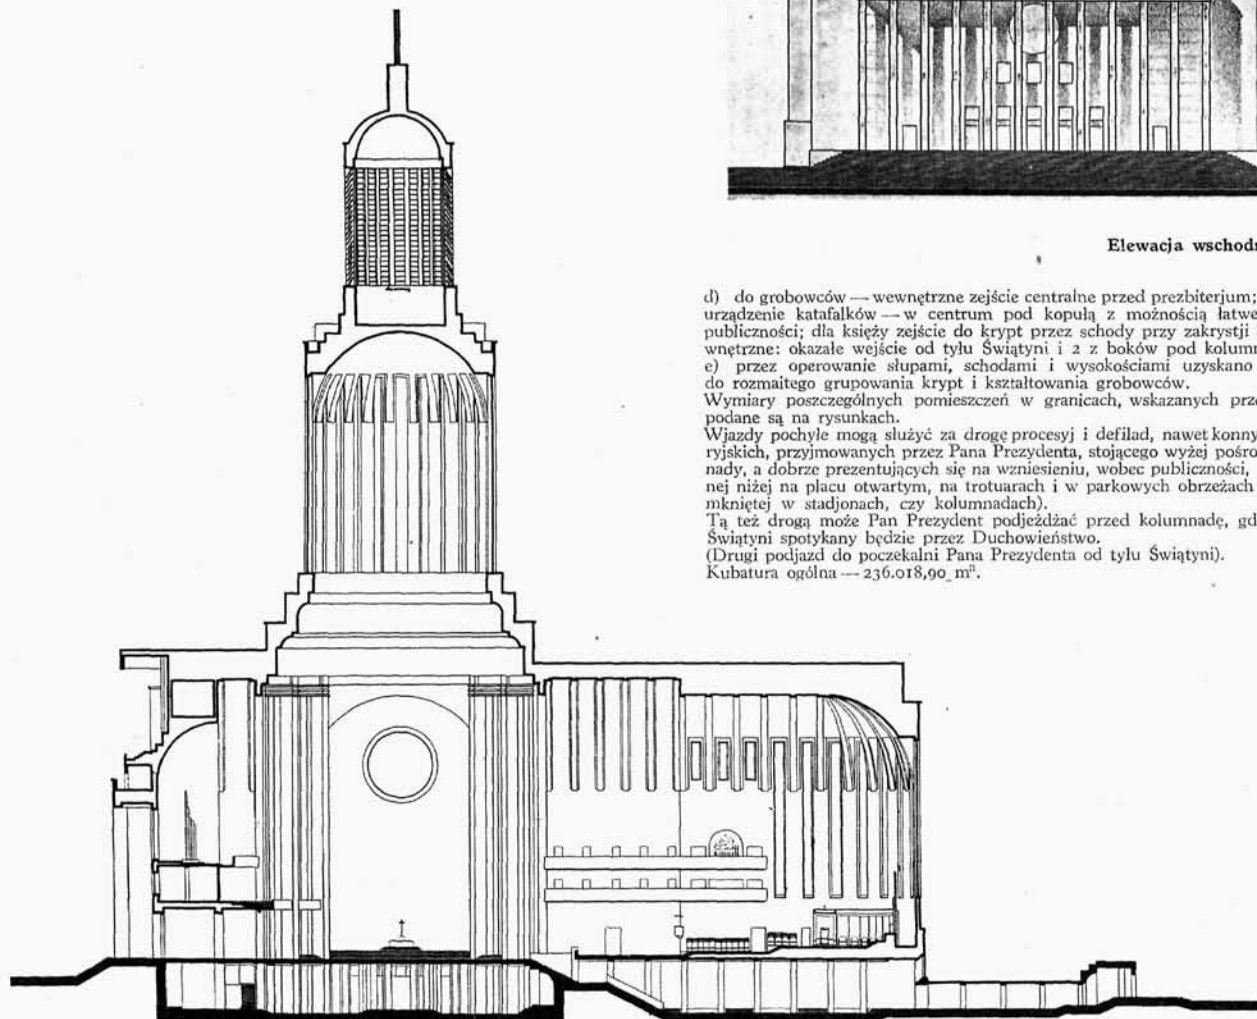 Elewacja wschod
d) do grobowców — wewnętrzne zejście centralne przed prezbiterjum;
urządzenie katafalków — w centrum pod kopułą z możnością łatwe
publiczności; dla księży zejście do krypt przez schody przy zakrystji
wnętrzne: okazałe wejście od tyłu Świątyni i 2 z boków pod kolum
e) przez operowanie słupami, schodami i wysokościami uzyskano
do rozmaitego grupowania krypt i kształtowania grobowców.
Wymiary poszczególnych pomieszczeń w granicach, wskazanych prz
podane są na rysunkach.
Wjazdy pochyłe mogą służyć za drogę procesyj i defilad, nawet konny
ryjskich, przyjmowanych przez Pana Prezydenta, stojącego wyżej pośro
nady, a dobrze prezentujących się na wzniesieniu, wobec publiczności,
nej niżej na placu otwartym, na trotuarach i w parkowych obrzeżach
mkniętej w stadjonach, czy kolumnadach).
Tą też drogą może Pan Prezydent podjeżdżać przed kolumnadę, gd
Świątyni spotykany będzie przez Duchowieństwo.
(Drugi podjazd do poczekalni Pana Prezydenta od tyłu Świątyni).
Kubatura ogólna — 236.018,90 m³.